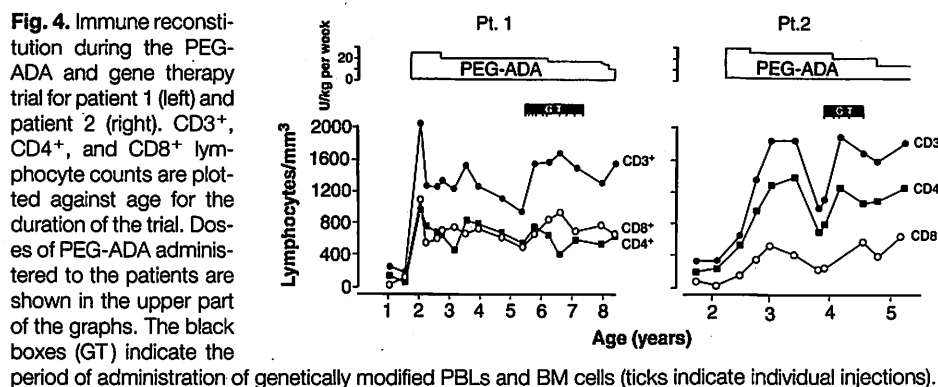 Fig. 4. Immune reconsti-
tution during the PEG-
ADA and gene therapy
trial for patient 1 (left) and
patient 2 (right). CD3+,
CD4+, and CD8+ lym-
phocyte counts are plot-
ted against age for the
duration of the trial. Dos-
es of PEG-ADA adminis-
tered to the patients are
shown in the upper part
of the graphs. The black
boxes (GT) indicate the
period of administration of genetically modified PBLs and BM cells (ticks indicate individual injections).
Pt. 1
U/kg per week
20
0
PEG-ADA
GT
Lymphocytes/mm³
2000
1600
1200
800
400
0
CD3+
CD8+
CD4+
1 2 3 4 5 6 7 8
Pt.2
PEG-ADA
GT
CD3
CD4
CD8
2 3 4 5
Age (years)